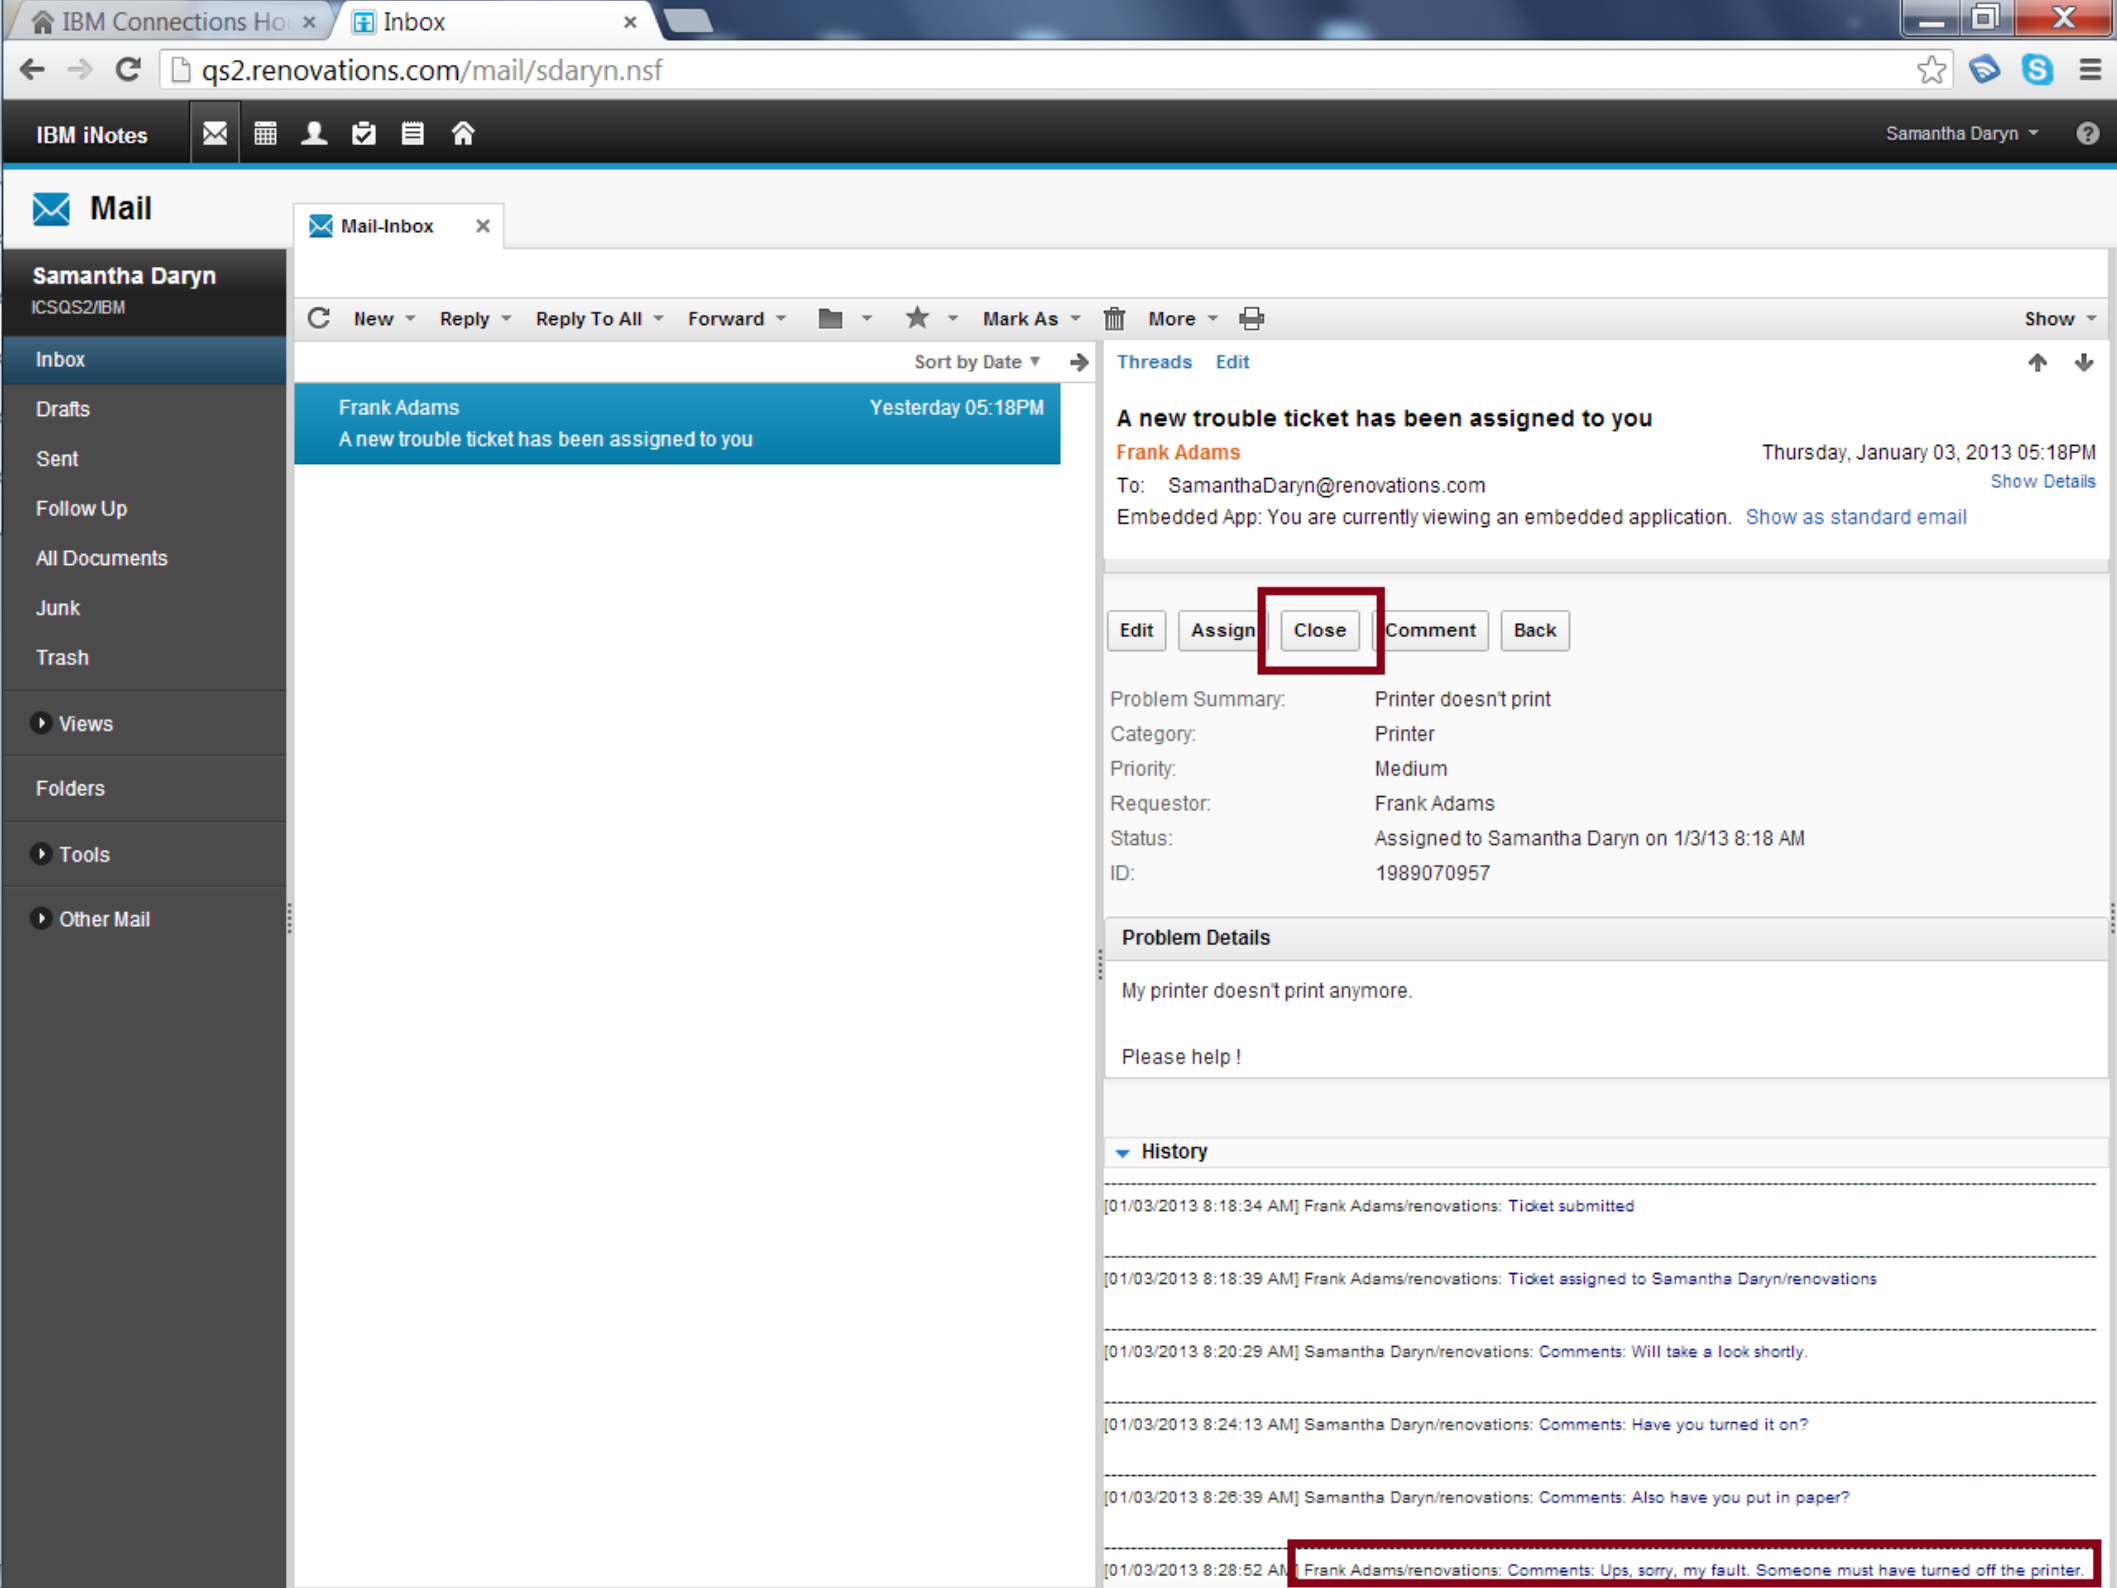 IBM Connections Ho
Inbox
qs2.renovations.com/mail/sdaryn.nsf
IBM iNotes
Samantha Daryn
Mail
Mail-Inbox
Samantha Daryn
ICSQS2/IBM
Inbox
Drafts
Sent
Follow Up
All Documents
Junk
Trash
Views
Folders
Tools
Other Mail
New Reply Reply To All Forward Mark As More Show
Sort by Date
Frank Adams Yesterday 05:18PM
A new trouble ticket has been assigned to you
Threads Edit
A new trouble ticket has been assigned to you
Frank Adams Thursday, January 03, 2013 05:18PM
To: SamanthaDaryn@renovations.com Show Details
Embedded App: You are currently viewing an embedded application. Show as standard email
Edit Assign Close Comment Back
Problem Summary: Printer doesn't print
Category: Printer
Priority: Medium
Requestor: Frank Adams
Status: Assigned to Samantha Daryn on 1/3/13 8:18 AM
ID: 1989070957
Problem Details
My printer doesn't print anymore.
Please help !
History
[01/03/2013 8:18:34 AM] Frank Adams/renovations: Ticket submitted
[01/03/2013 8:18:39 AM] Frank Adams/renovations: Ticket assigned to Samantha Daryn/renovations
[01/03/2013 8:20:29 AM] Samantha Daryn/renovations: Comments: Will take a look shortly.
[01/03/2013 8:24:13 AM] Samantha Daryn/renovations: Comments: Have you turned it on?
[01/03/2013 8:26:39 AM] Samantha Daryn/renovations: Comments: Also have you put in paper?
[01/03/2013 8:28:52 AM] Frank Adams/renovations: Comments: Ups, sorry, my fault. Someone must have turned off the printer.